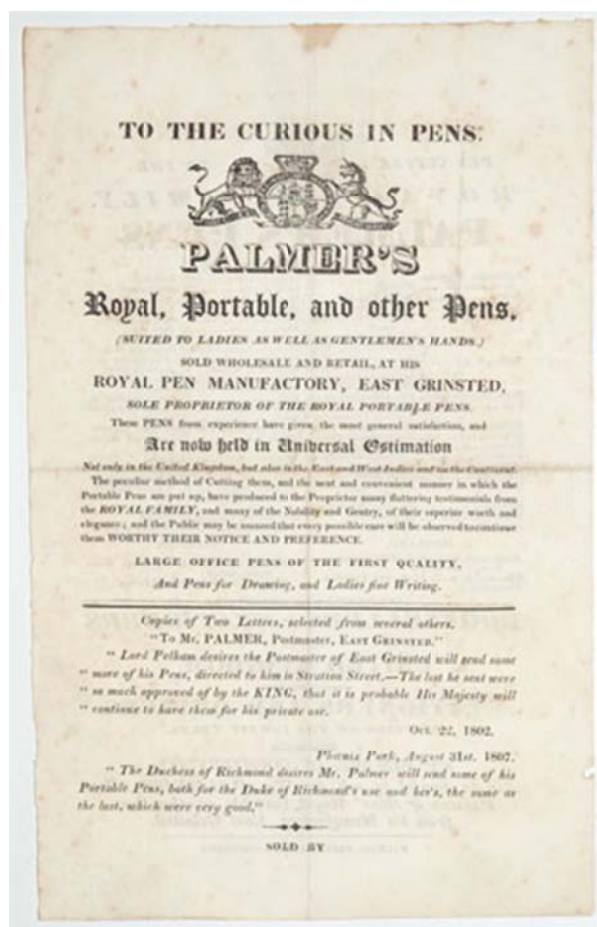 TO THE CURIOUS IN PENS:
PALMER'S
Royal, Portable, and other Pens,
(SUITED TO LADIES AS WELL AS GENTLEMEN'S HANDS.)
SOLD WHOLESALE AND RETAIL, AT HIS
ROYAL PEN MANUFACTORY, EAST GRINSTED,
SOLE PROPRIETOR OF THE ROYAL PORTABLE PENS.
These PENS from experience have given the most general satisfaction, and
Are now held in Universal Estimation
Not only in the United Kingdom, but also in the East and West Indies and on the Continent.
The peculiar method of Cutting them, and the neat and convenient manner in which the
Portable Pens are put up, have produced to the Proprietor many flattering testimonials from
the ROYAL FAMILY, and many of the Nobility and Gentry, of their superior worth and
elegance; and the Public may be assured that every possible care will be observed to continue
them WORTHY THEIR NOTICE AND PREFERENCE.
LARGE OFFICE PENS OF THE FIRST QUALITY,
And Pens for Drawing, and Ladies fine Writing.
Copies of Two Letters, selected from several others.
"To Mr. PALMER, Postmaster, EAST GRINSTED."
" Lord Pelham desires the Postmaster of East Grinsted will send some
" more of his Pens, directed to him in Stratton Street.—The last he sent were
" so much approved of by the KING, that it is probable His Majesty will
" continue to have them for his private use.
Oct. 22, 1802.
Phœnix Park, August 31st. 1807.
" The Duchess of Richmond desires Mr. Palmer will send some of his
Portable Pens, both for the Duke of Richmond's use and her's, the same as
the last, which were very good."
SOLD BY